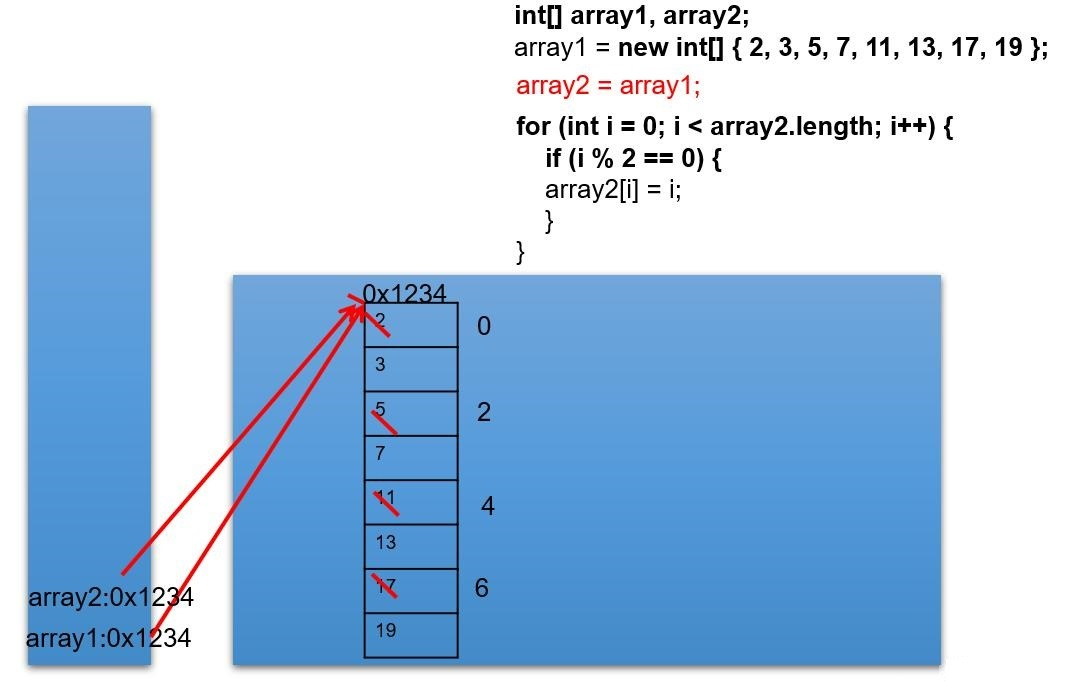 int[] array1, array2;
array1 = new int[] { 2, 3, 5, 7, 11, 13, 17, 19 };
array2 = array1;
for (int i = 0; i < array2.length; i++) {
if (i % 2 == 0) {
array2[i] = i;
}
}
0x1234
2 0
3
5 2
7
11 4
13
17 6
19
array2:0x1234
array1:0x1234